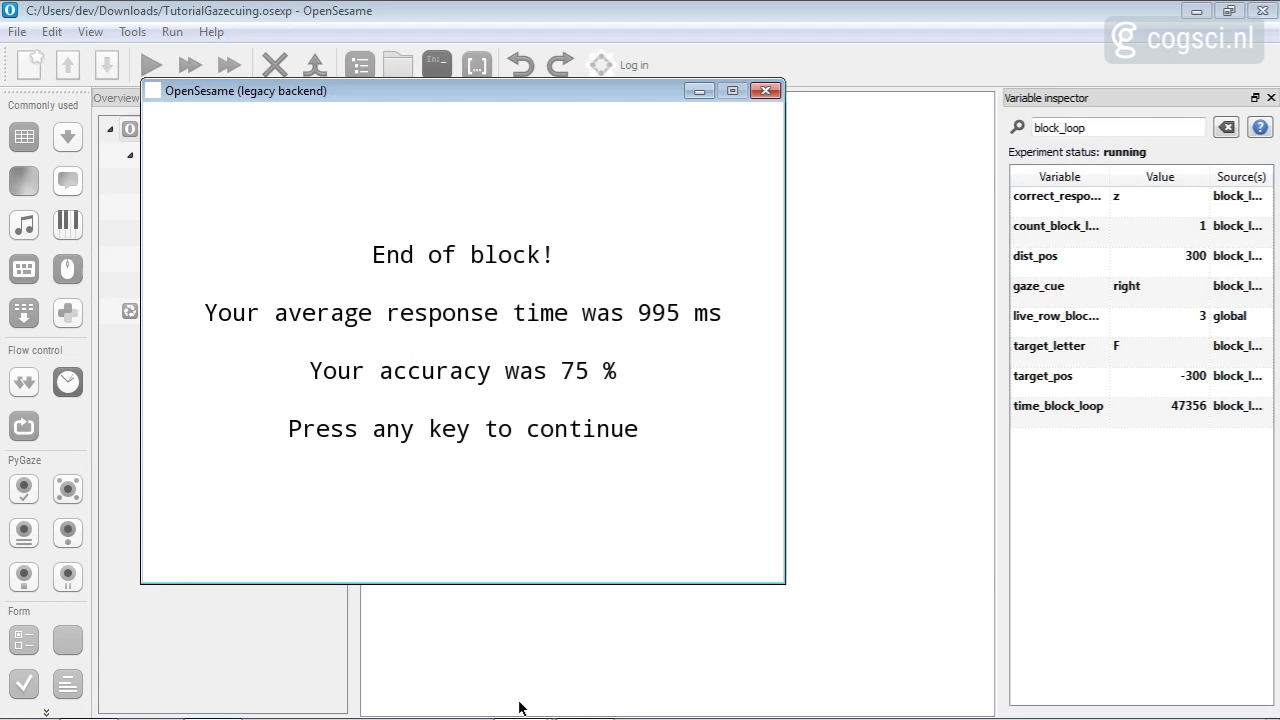 C:/Users/dev/Downloads/TutorialGazecuing.osexp - OpenSesame
File Edit View Tools Run Help
cogsci.nl
Log in
Commonly used
Overview
OpenSesame (legacy backend)
End of block!
Your average response time was 995 ms
Your accuracy was 75 %
Press any key to continue
Flow control
PyGaze
Form
Variable inspector
block_loop
Experiment status: running
Variable Value Source(s)
correct_respo... z block_l...
count_block_l... 1 block_l...
dist_pos 300 block_l...
gaze_cue right block_l...
live_row_bloc... 3 global
target_letter F block_l...
target_pos -300 block_l...
time_block_loop 47356 block_l...